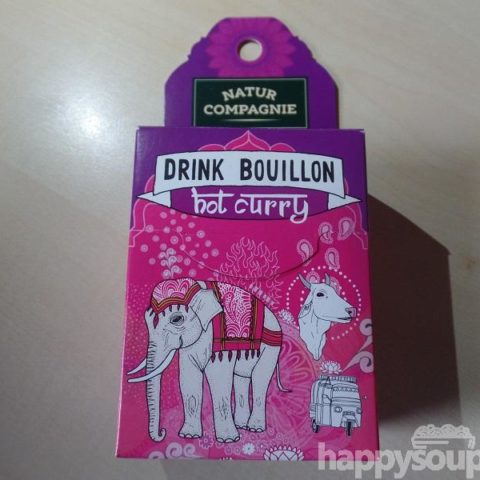 NATUR
COMPAGNIE
DRINK BOUILLON
hot curry
happysoup